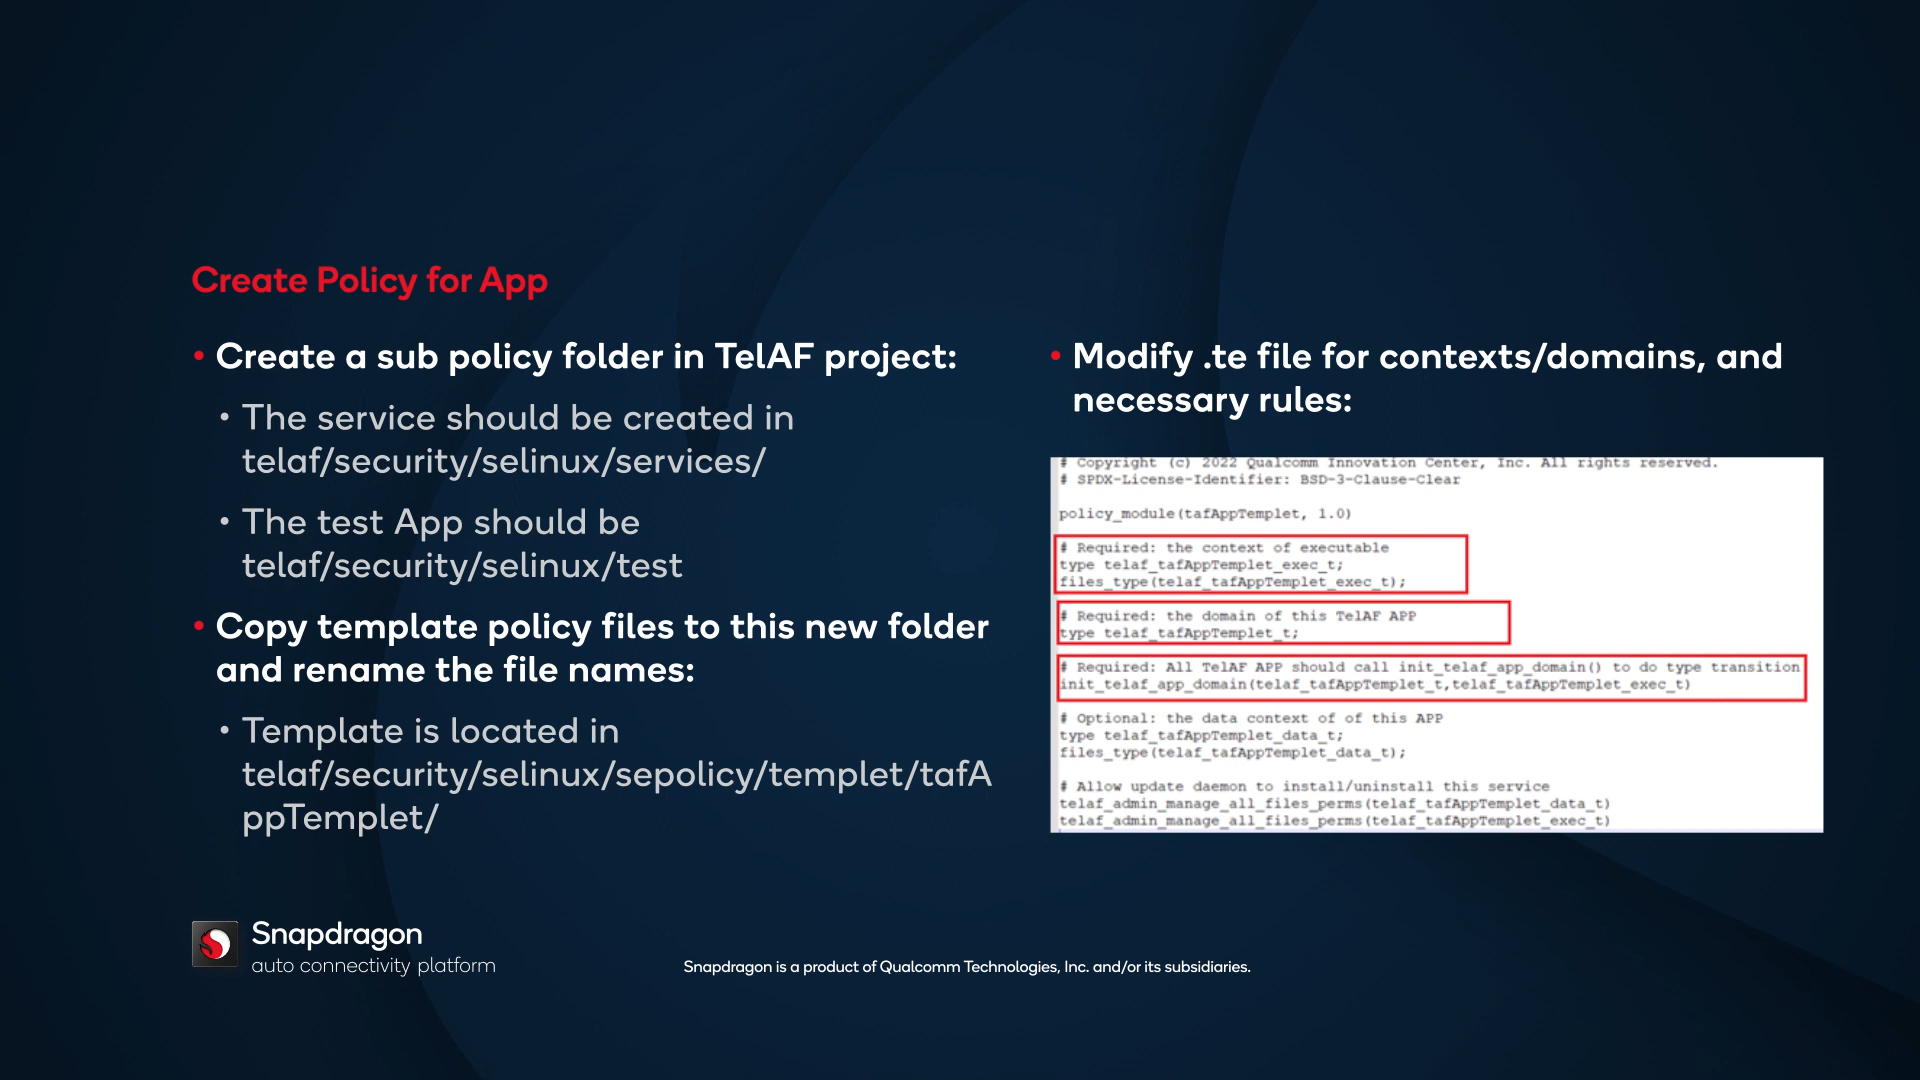 Create Policy for App
• Create a sub policy folder in TelAF project:
• The service should be created in
telaf/security/selinux/services/
• The test App should be
telaf/security/selinux/test
• Copy template policy files to this new folder
and rename the file names:
• Template is located in
telaf/security/selinux/sepolicy/templet/tafA
ppTemplet/
• Modify .te file for contexts/domains, and
necessary rules:
# Copyright (c) 2022 Qualcomm Innovation Center, Inc. All rights reserved.
# SPDX-License-Identifier: BSD-3-Clause-Clear
policy_module(tafAppTemplet, 1.0)
# Required: the context of executable
type telaf_tafAppTemplet_exec_t;
files_type(telaf_tafAppTemplet_exec_t);
# Required: the domain of this TelAF APP
type telaf_tafAppTemplet_t;
# Required: All TelAF APP should call init_telaf_app_domain() to do type transition
init_telaf_app_domain(telaf_tafAppTemplet_t,telaf_tafAppTemplet_exec_t)
# Optional: the data context of of this APP
type telaf_tafAppTemplet_data_t;
files_type(telaf_tafAppTemplet_data_t);
# Allow update daemon to install/uninstall this service
telaf_admin_manage_all_files_perms(telaf_tafAppTemplet_data_t)
telaf_admin_manage_all_files_perms(telaf_tafAppTemplet_exec_t)
Snapdragon
auto connectivity platform
Snapdragon is a product of Qualcomm Technologies, Inc. and/or its subsidiaries.